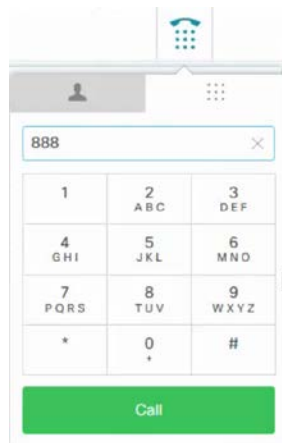 888
1 2 3
ABC DEF
4 5 6
GHI JKL MNO
7 8 9
PQRS TUV WXYZ
* 0 #
+
Call